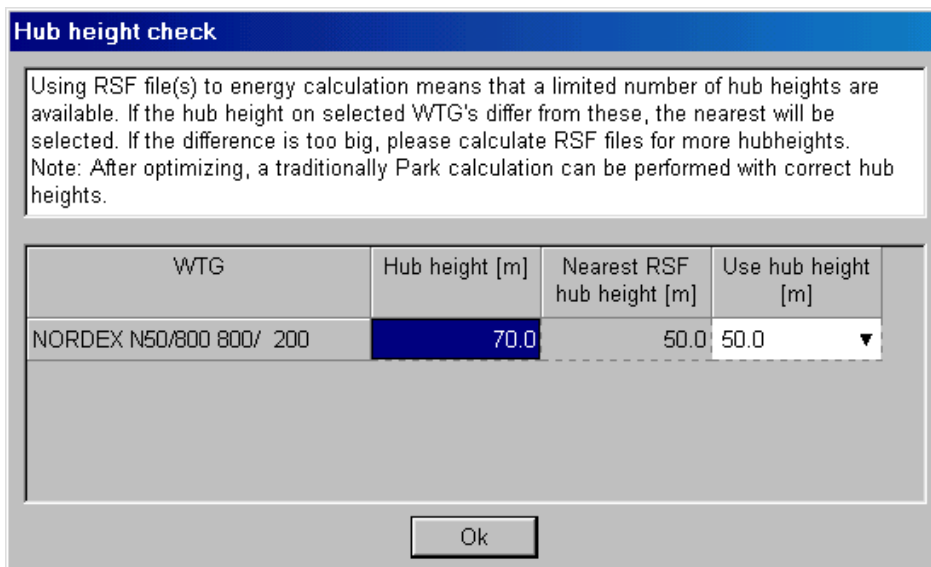 Hub height check
Using RSF file(s) to energy calculation means that a limited number of hub heights are
available. If the hub height on selected WTG's differ from these, the nearest will be
selected. If the difference is too big, please calculate RSF files for more hubheights.
Note: After optimizing, a traditionally Park calculation can be performed with correct hub
heights.
WTG Hub height [m] Nearest RSF Use hub height
hub height [m] [m]
NORDEX N50/800 800/ 200 70.0 50.0 50.0
Ok